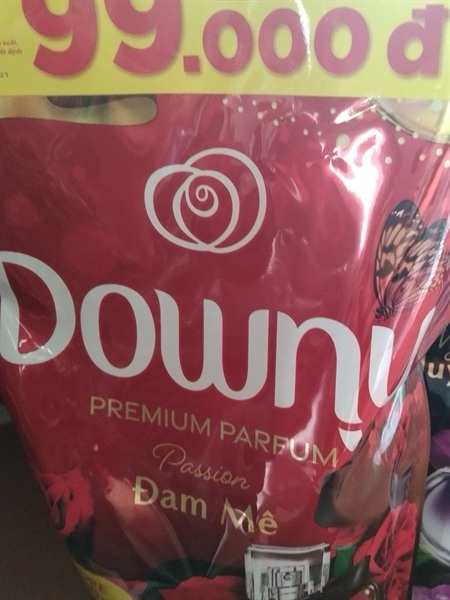 99.000 đ
Downy
PREMIUM PARFUM
Passion
Đam Mê